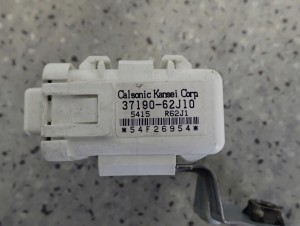 Calsonic Kansei Corp
37190-62J10
5415 R62J1
*54F26954*